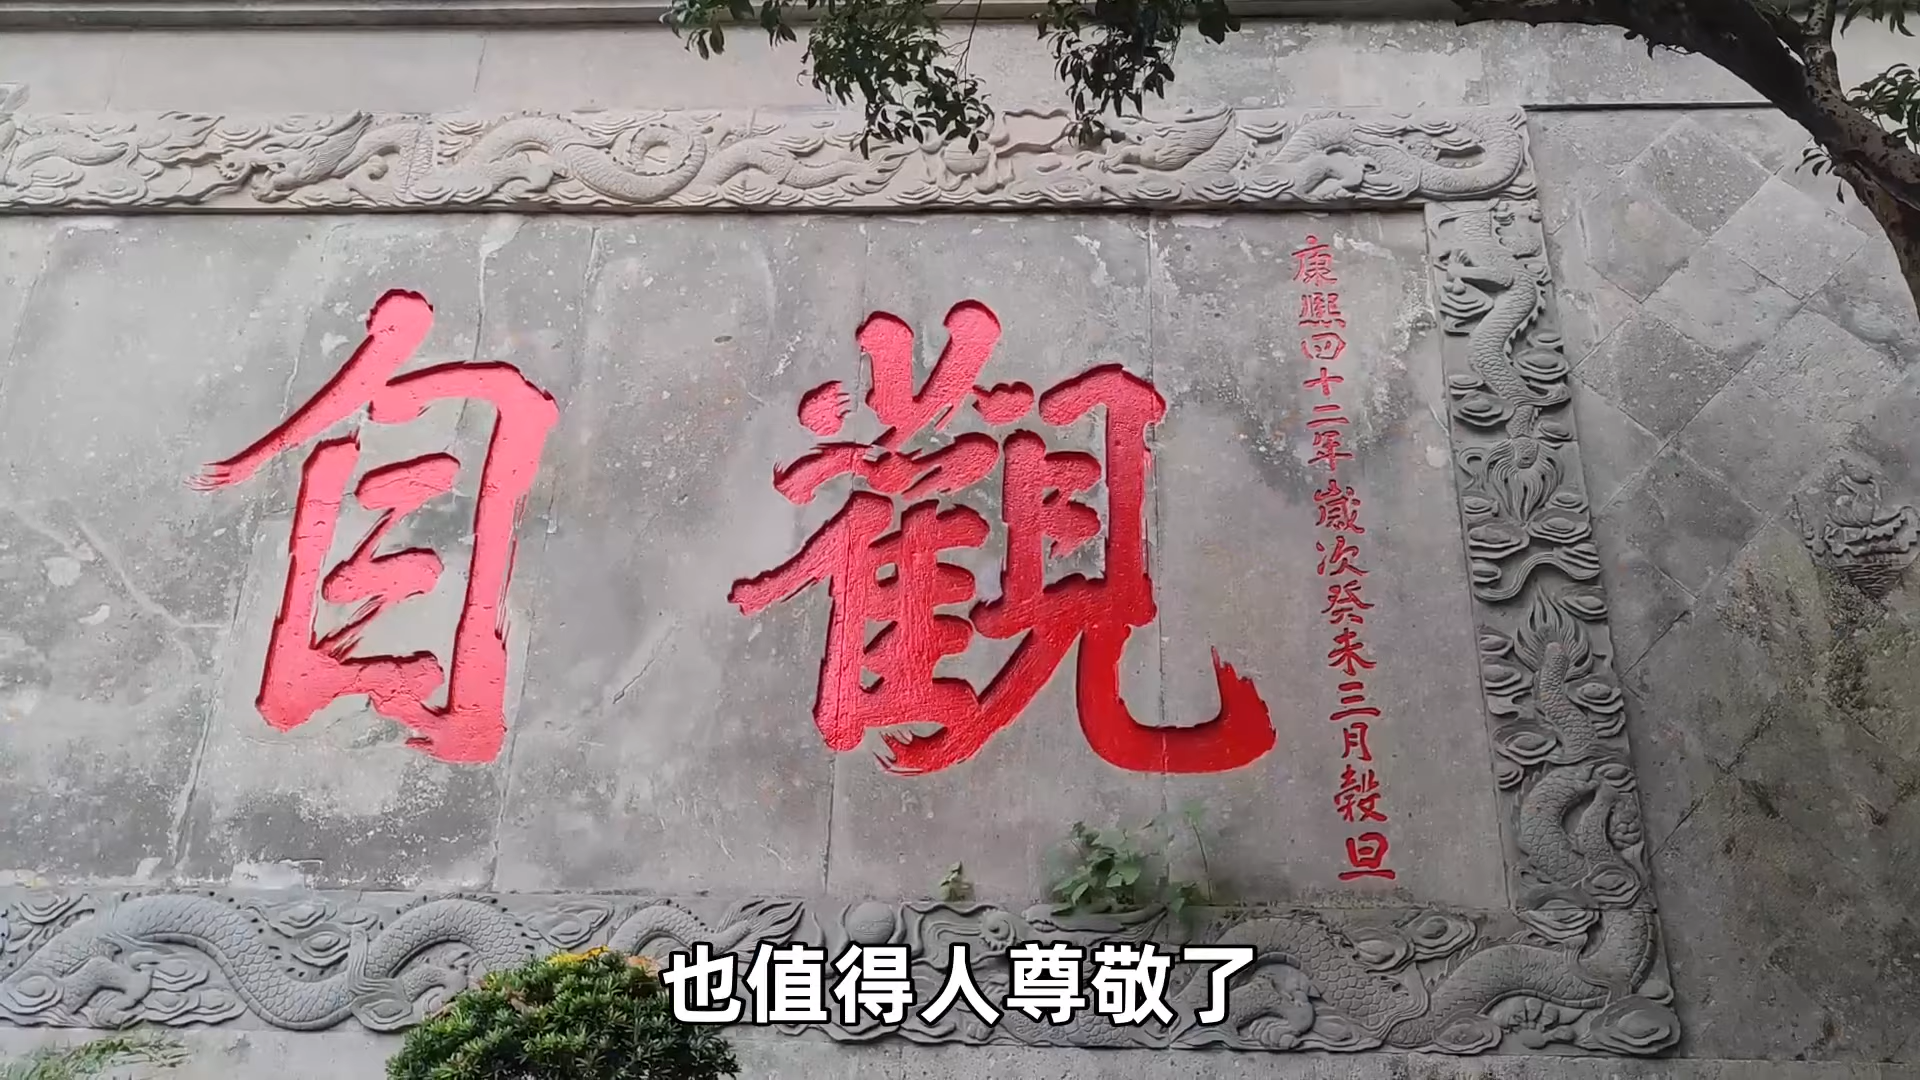 康熙四十二年歲次癸未三月榖旦
觀自
也值得人尊敬了